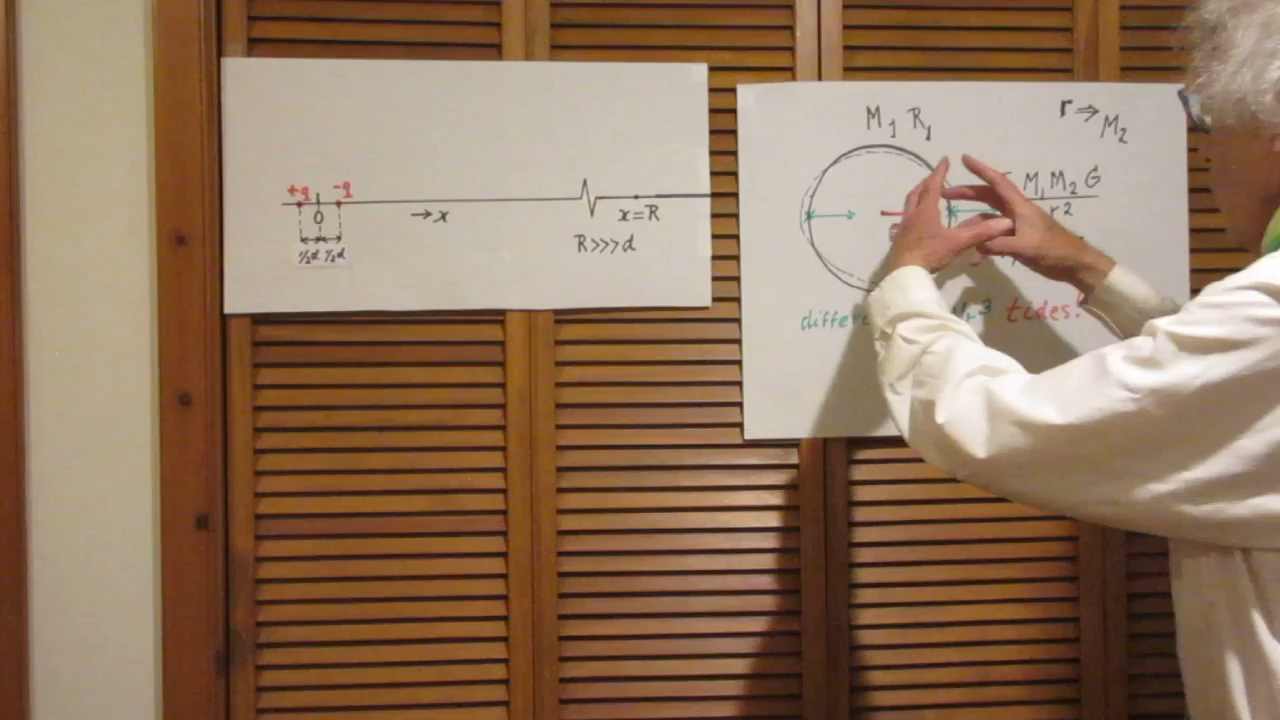 +q -q
0
→x
x=R
½d ½d
R>>>d
M₁ R₁
r ⇒ M₂
M₁M₂G
r2
tides!